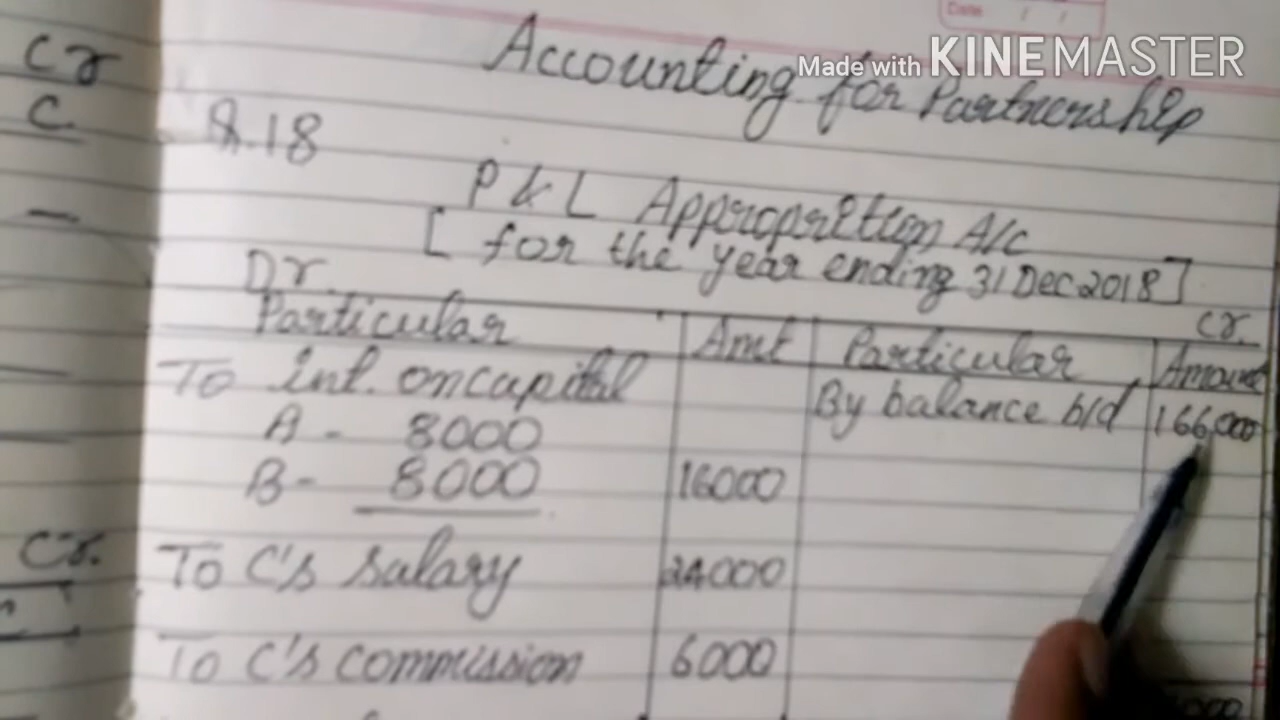 Date / /
Made with KINEMASTER
Accounting for Partnership
Cr
C.
Q.18
P & L Appropriation A/c
[for the year ending 31 Dec 2018]
Dr. Cr.
Particular Amt Particular Amount
To int. on capital By balance b/d 166,000
A - 8000
B - 8000 16000
Cr. To C's salary 24000
To C's commission 6000